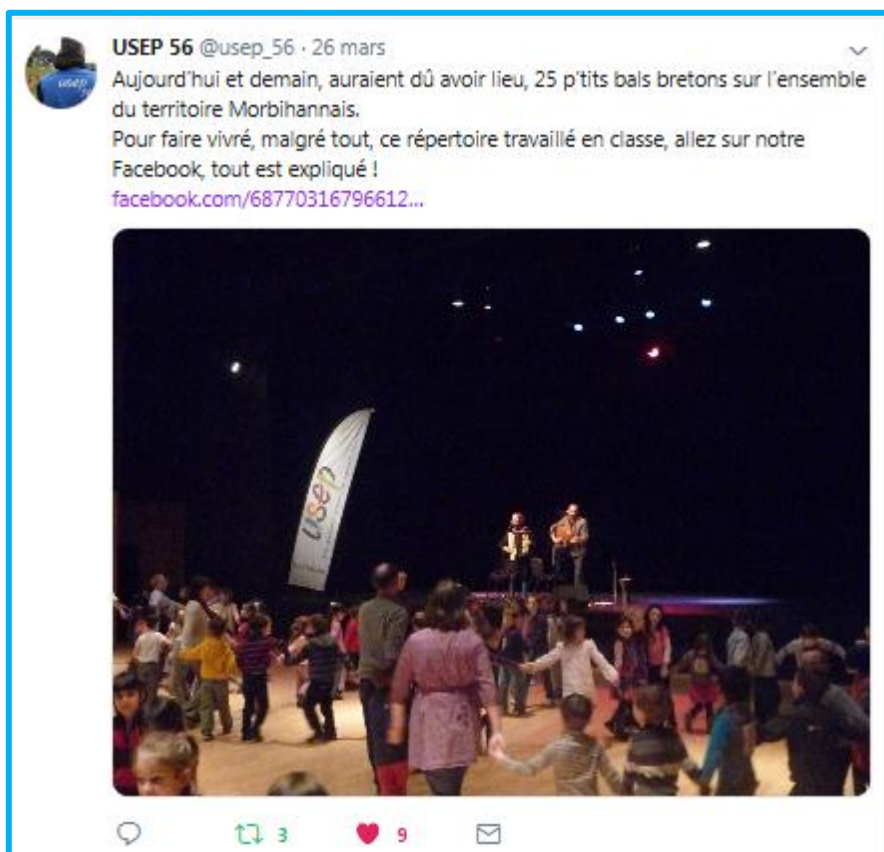 USEP 56 @usep_56 · 26 mars
Aujourd'hui et demain, auraient dû avoir lieu, 25 p'tits bals bretons sur l'ensemble
du territoire Morbihannais.
Pour faire vivré, malgré tout, ce répertoire travaillé en classe, allez sur notre
Facebook, tout est expliqué !
facebook.com/68770316796612...
usep
usep
3
9